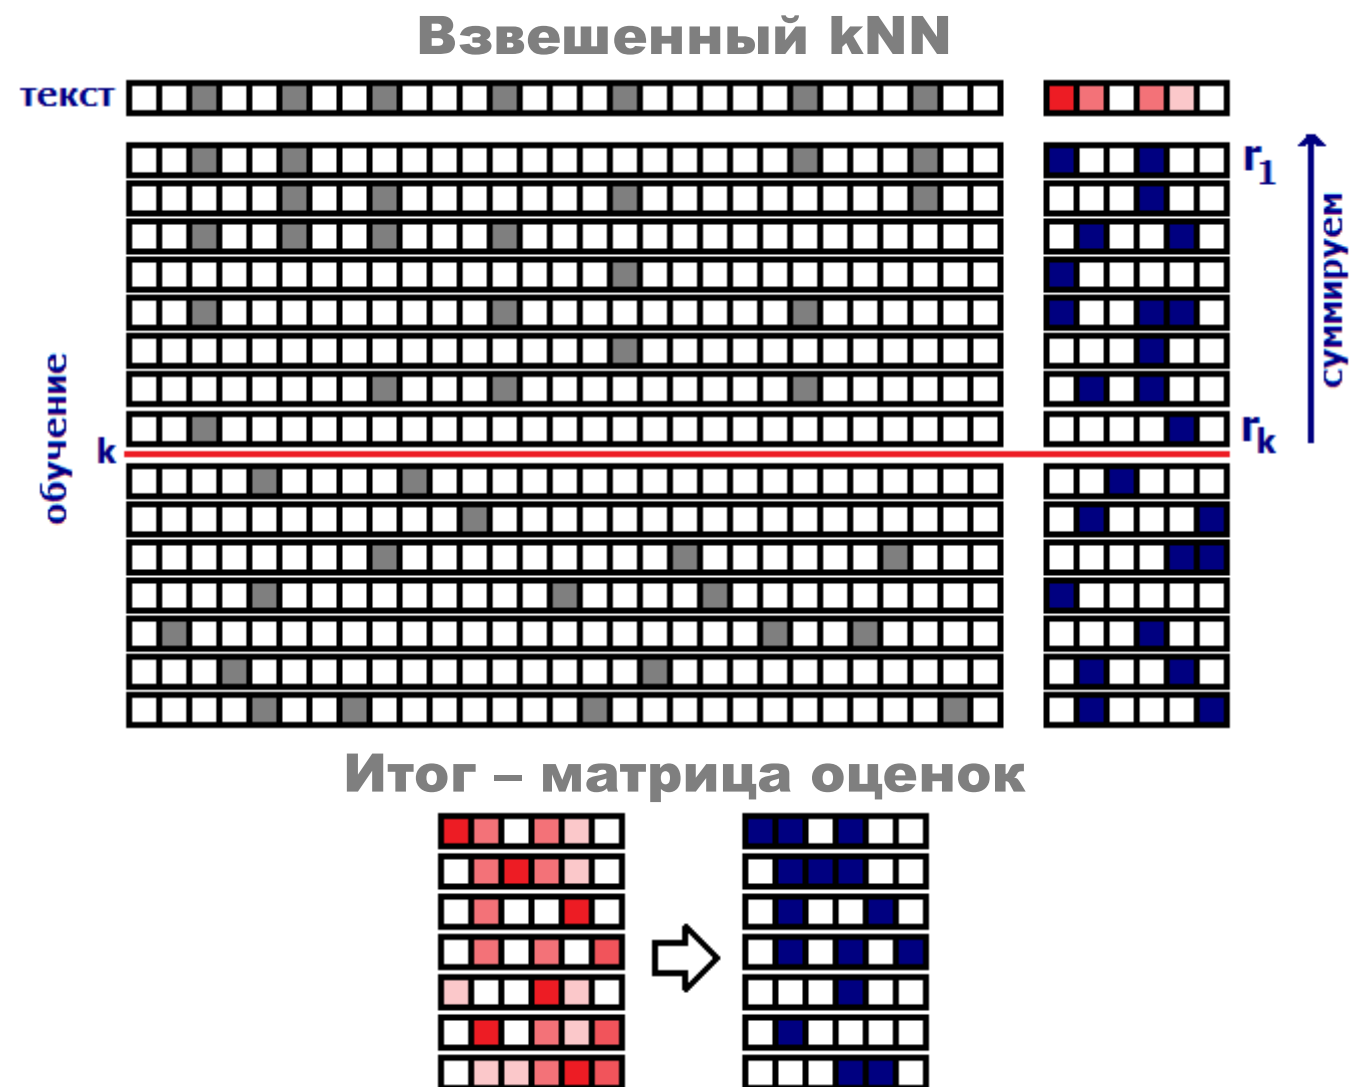 Взвешенный kNN
текст
r1
суммируем
обучение
k
rk
Итог – матрица оценок